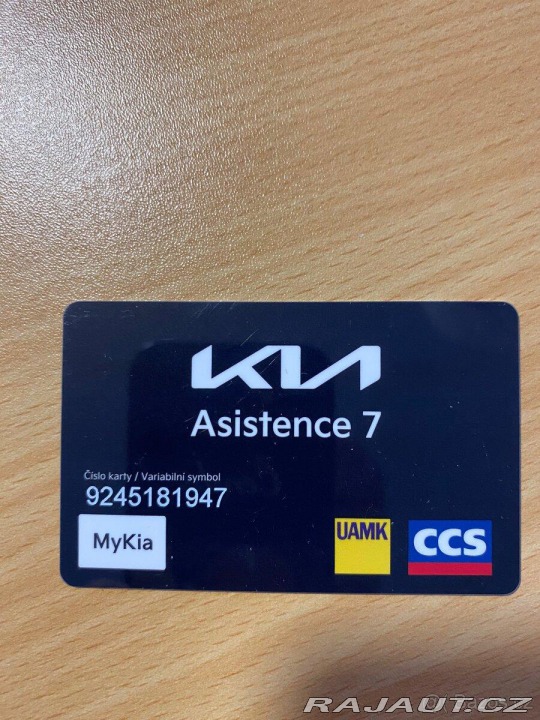 KIA
Asistence 7
Číslo karty / Variabilní symbol
9245181947
MyKia
UAMK
CCS
RAJAUT.CZ